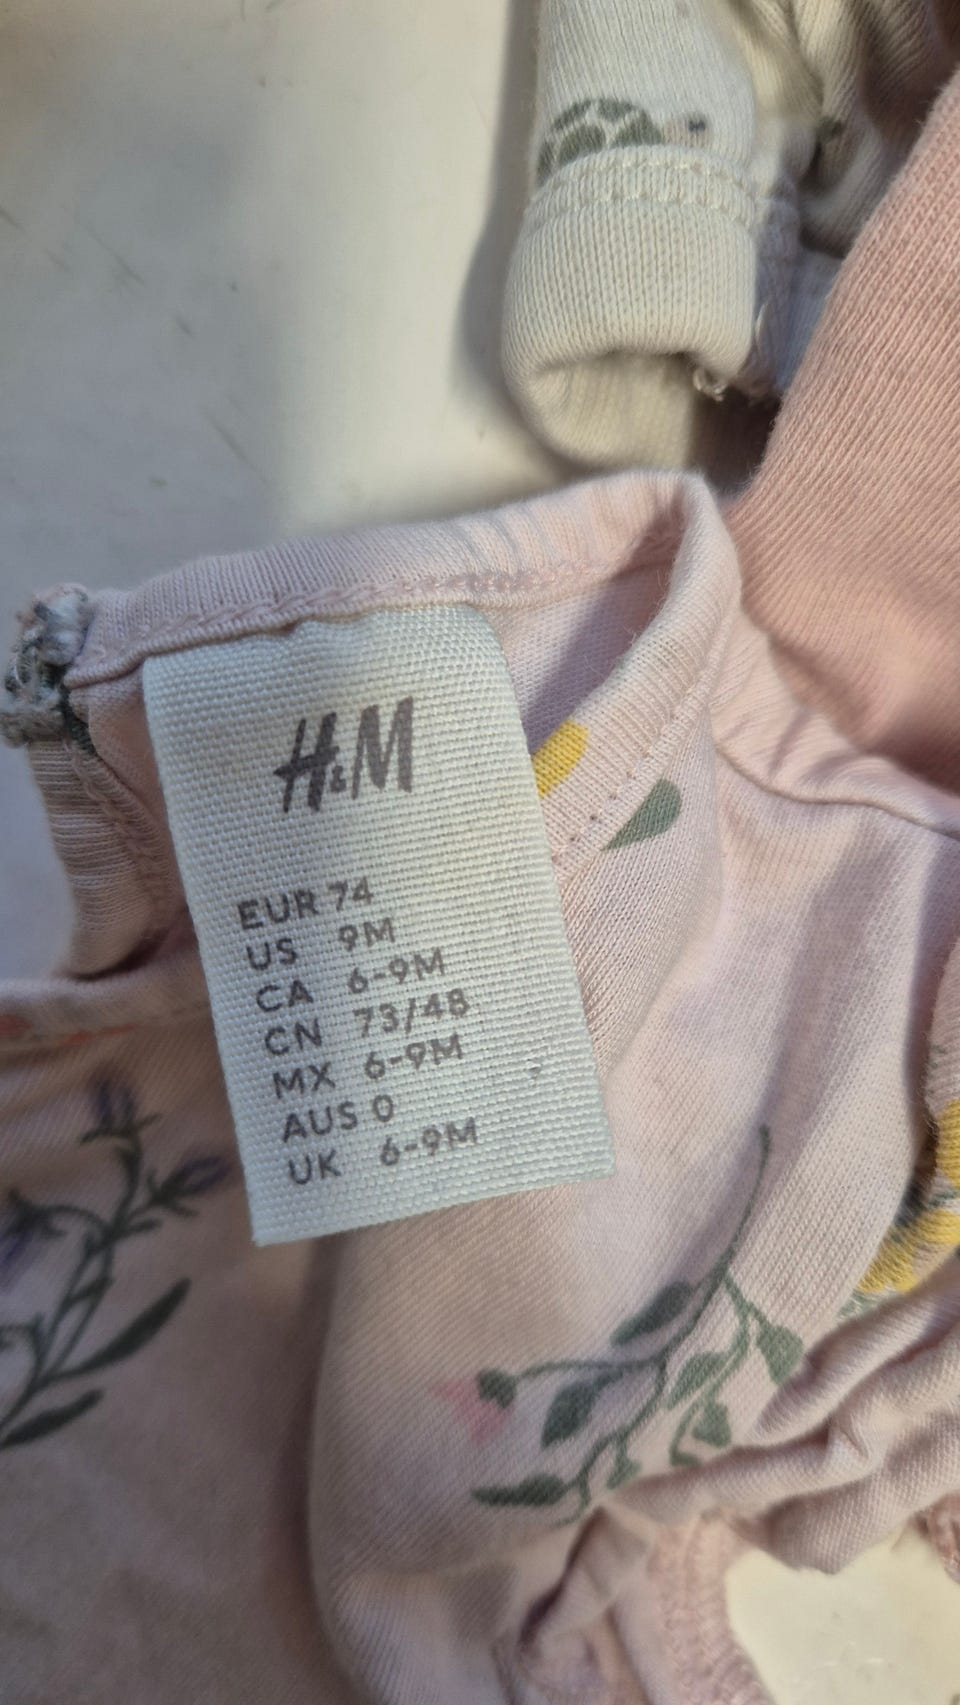 H&M
EUR 74
US 9M
CA 6-9M
CN 73/48
MX 6-9M
AUS 0
UK 6-9M